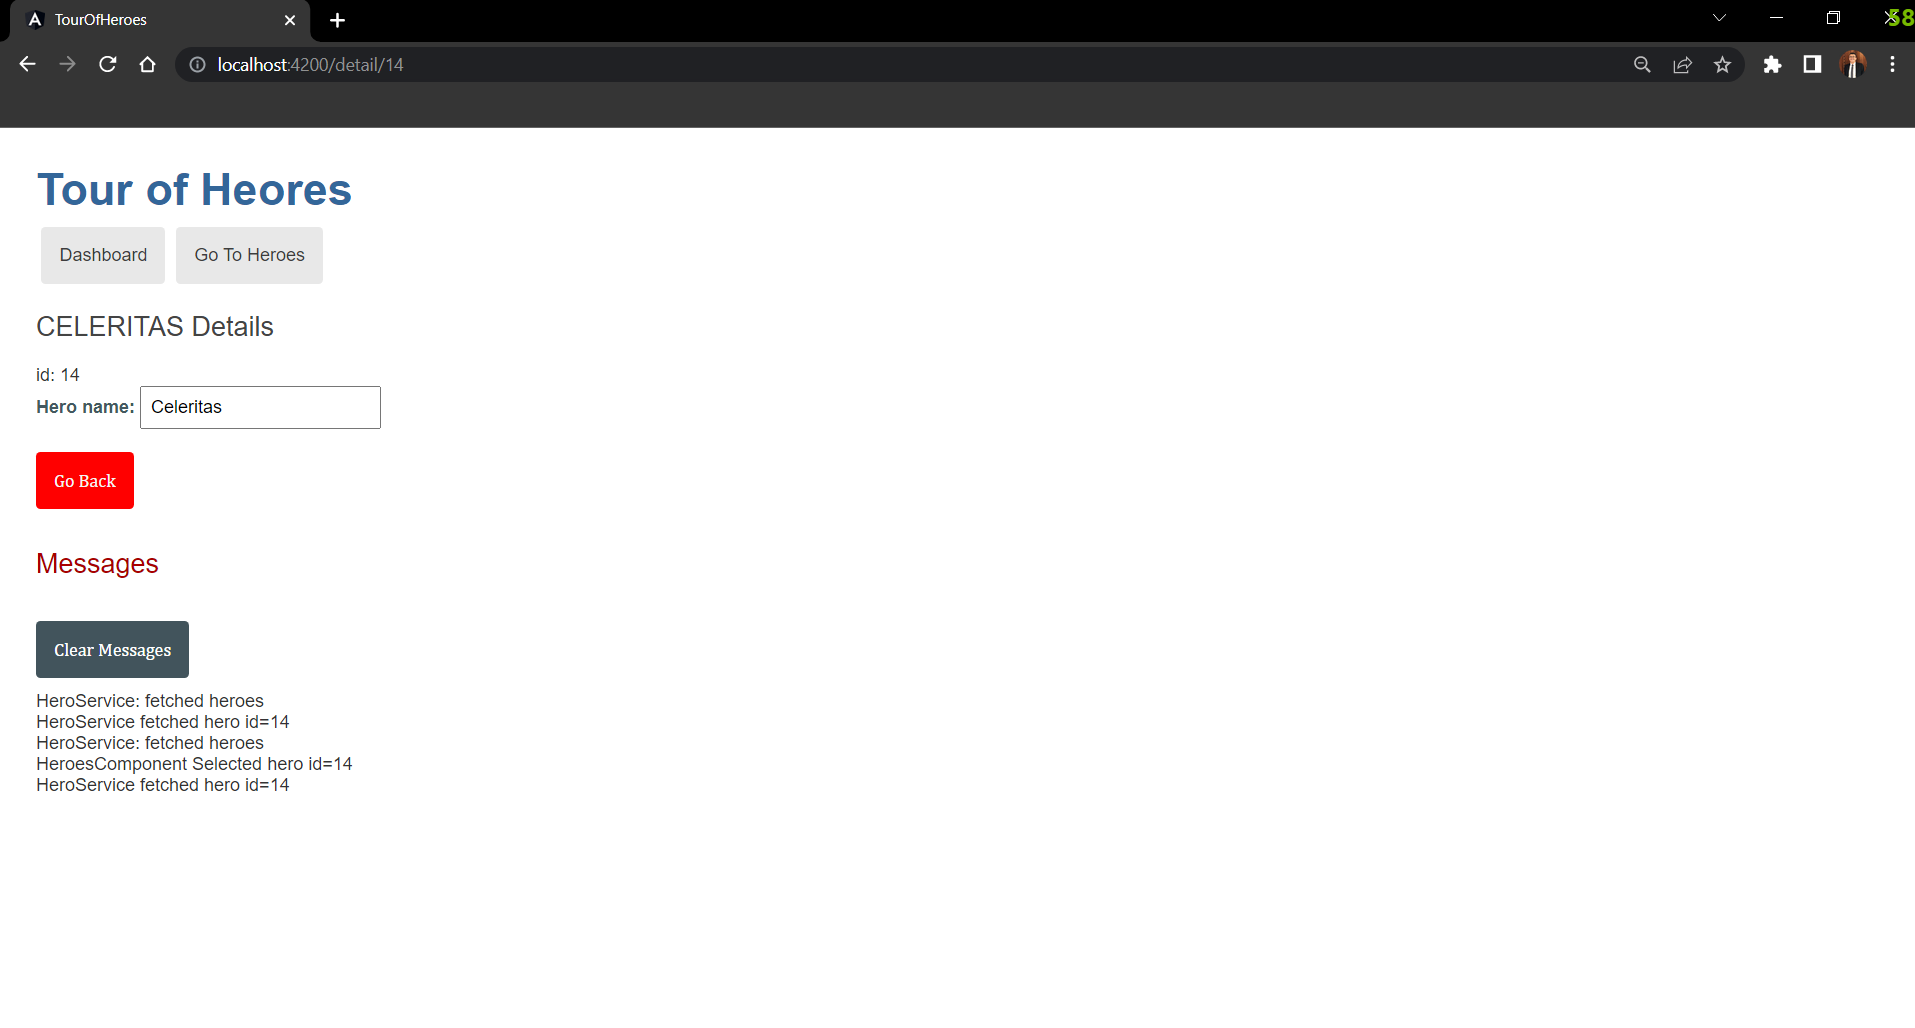 TourOfHeroes
58
localhost:4200/detail/14
Tour of Heores
Dashboard Go To Heroes
CELERITAS Details
id: 14
Hero name: Celeritas
Go Back
Messages
Clear Messages
HeroService: fetched heroes
HeroService fetched hero id=14
HeroService: fetched heroes
HeroesComponent Selected hero id=14
HeroService fetched hero id=14